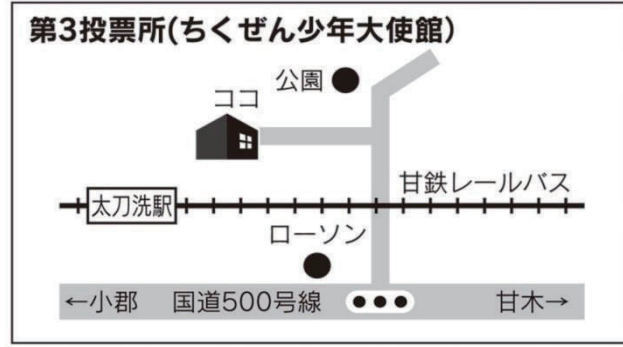 第3投票所(ちくぜん少年大使館)
公園
ココ
甘鉄レールバス
太刀洗駅
ローソン
←小郡 国道500号線 甘木→